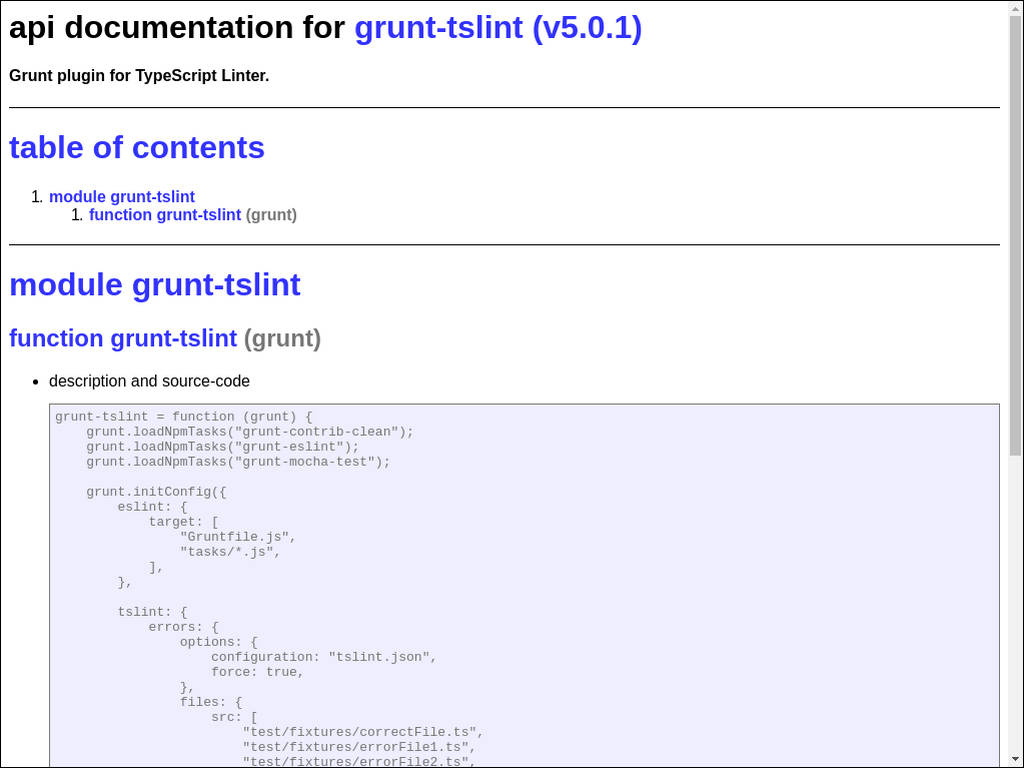 api documentation for grunt-tslint (v5.0.1)
Grunt plugin for TypeScript Linter.
table of contents
1. module grunt-tslint
1. function grunt-tslint (grunt)
module grunt-tslint
function grunt-tslint (grunt)
• description and source-code
grunt-tslint = function (grunt) {
    grunt.loadNpmTasks("grunt-contrib-clean");
    grunt.loadNpmTasks("grunt-eslint");
    grunt.loadNpmTasks("grunt-mocha-test");

    grunt.initConfig({
        eslint: {
            target: [
                "Gruntfile.js",
                "tasks/*.js",
            ],
        },

        tslint: {
            errors: {
                options: {
                    configuration: "tslint.json",
                    force: true,
                },
                files: {
                    src: [
                        "test/fixtures/correctFile.ts",
                        "test/fixtures/errorFile1.ts",
                        "test/fixtures/errorFile2.ts",